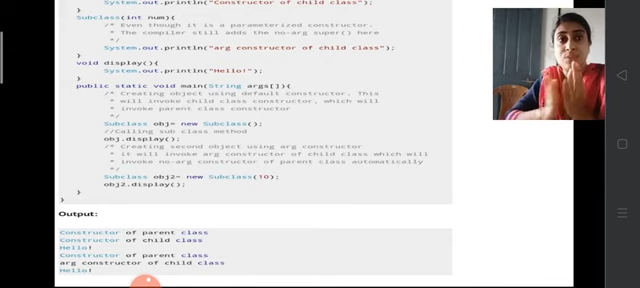 System.out.println("Constructor of child class");
}
Subclass(int num){
/* Even though it is a parameterized constructor.
* The compiler still adds the no-arg super() here
*/
System.out.println("arg constructor of child class");
}
void display(){
System.out.println("Hello!");
}
public static void main(String args[]){
/* Creating object using default constructor. This
* will invoke child class constructor, which will
* invoke parent class constructor
*/
Subclass obj= new Subclass();
//Calling sub class method
obj.display();
/* Creating second object using arg constructor
* it will invoke arg constructor of child class which will
* invoke no-arg constructor of parent class automatically
*/
Subclass obj2= new Subclass(10);
obj2.display();
}
}
Output:
Constructor of parent class
Constructor of child class
Hello!
Constructor of parent class
arg constructor of child class
Hello!